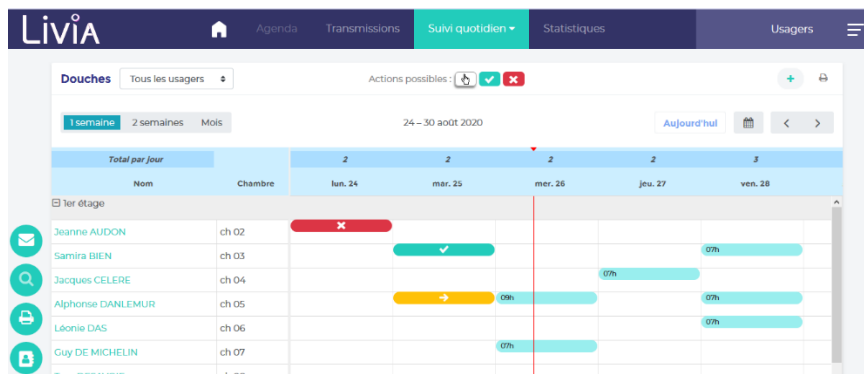 LiviA
Agenda Transmissions Suivi quotidien Statistiques Usagers
Douches Tous les usagers Actions possibles :
1 semaine 2 semaines Mois 24 – 30 août 2020 Aujourd'hui
Total par jour 2 2 2 2 3
Nom Chambre lun. 24 mar. 25 mer. 26 jeu. 27 ven. 28
1er étage
Jeanne AUDON ch 02
Samira BIEN ch 03 07h
Jacques CELERE ch 04 07h
Alphonse DANLEMUR ch 05 09h 07h
Léonie DAS ch 06 07h
Guy DE MICHELIN ch 07 07h